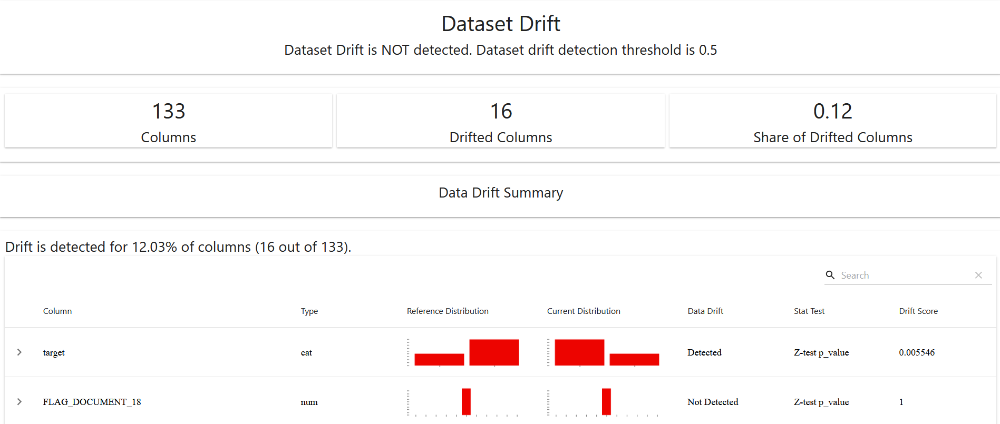 Dataset Drift
Dataset Drift is NOT detected. Dataset drift detection threshold is 0.5
133 16 0.12
Columns Drifted Columns Share of Drifted Columns
Data Drift Summary
Drift is detected for 12.03% of columns (16 out of 133).
Search
Column Type Reference Distribution Current Distribution Data Drift Stat Test Drift Score
target cat Detected Z-test p_value 0.005546
FLAG_DOCUMENT_18 num Not Detected Z-test p_value 1